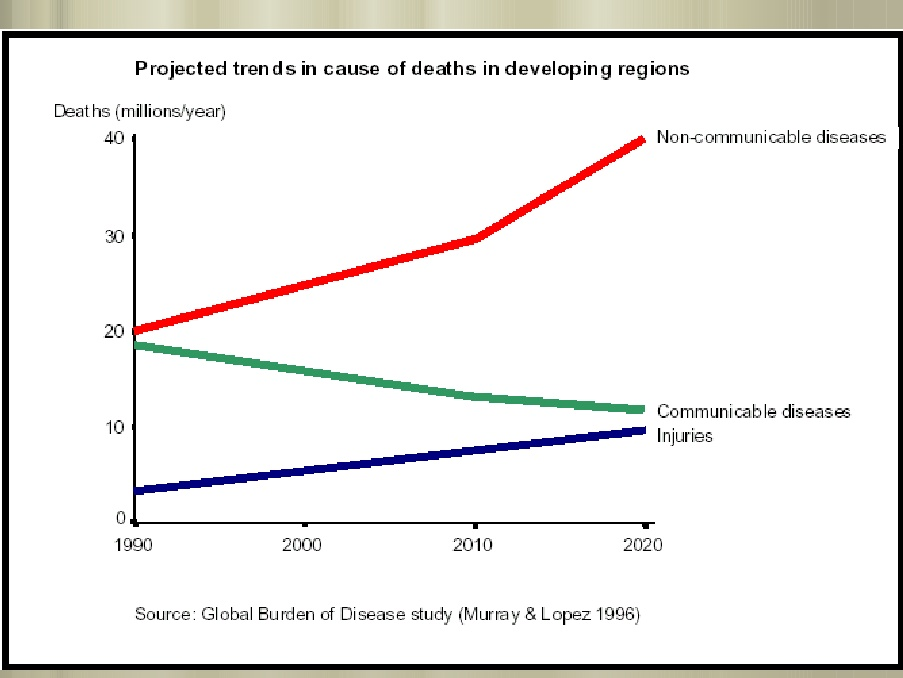 Projected trends in cause of deaths in developing regions
Deaths (millions/year)
40
Non-communicable diseases
30
20
10
Communicable diseases
Injuries
0
1990 2000 2010 2020
Source: Global Burden of Disease study (Murray & Lopez 1996)